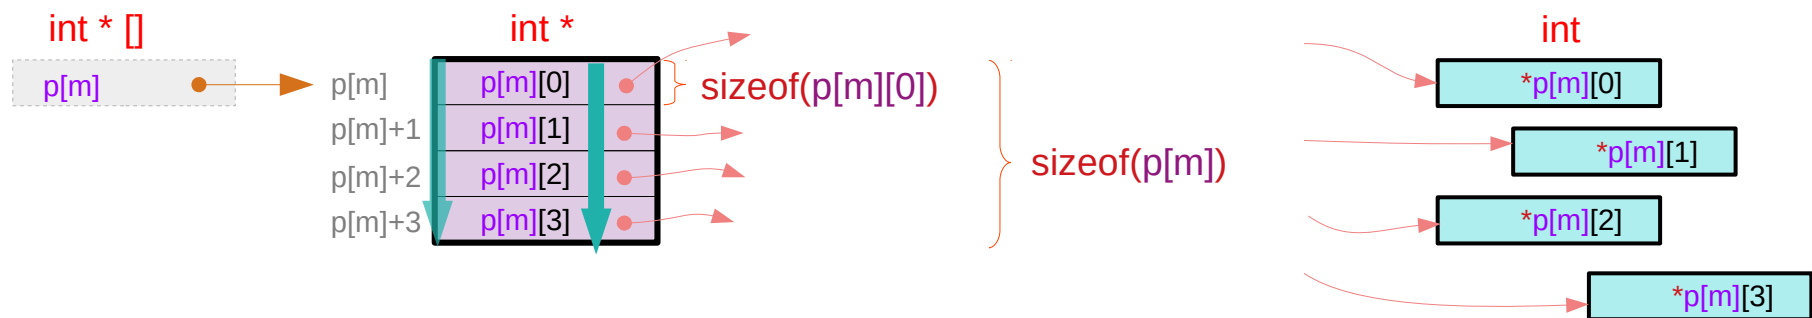 int * []
int *
int
p[m]
p[m]
p[m][0]
sizeof(p[m][0])
*p[m][0]
p[m]+1
p[m][1]
*p[m][1]
sizeof(p[m])
p[m]+2
p[m][2]
*p[m][2]
p[m]+3
p[m][3]
*p[m][3]